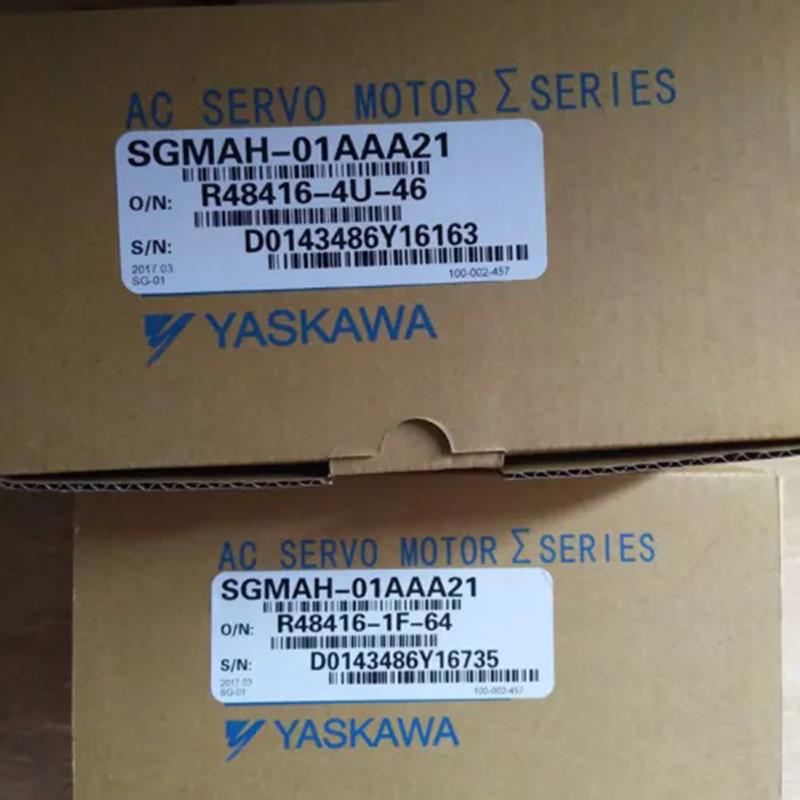 AC SERVO MOTOR Σ SERIES
SGMAH-01AAA21
O/N: R48416-4U-46
S/N: D0143486Y16163
2017 03
SG-01 100-002-457
YASKAWA
AC SERVO MOTOR Σ SERIES
SGMAH-01AAA21
O/N: R48416-1F-64
S/N: D0143486Y16735
2017 03
SG-01 100-002-457
YASKAWA